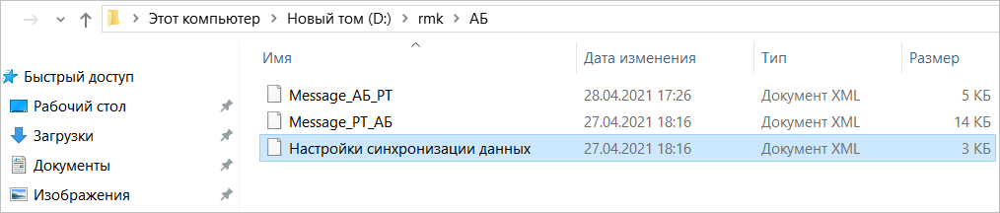 Этот компьютер > Новый том (D:) > rmk > АБ
Имя Дата изменения Тип Размер
Быстрый доступ
Рабочий стол
Загрузки
Документы
Изображения
Message_АБ_РТ 28.04.2021 17:26 Документ XML 5 КБ
Message_РТ_АБ 27.04.2021 18:16 Документ XML 14 КБ
Настройки синхронизации данных 27.04.2021 18:16 Документ XML 3 КБ